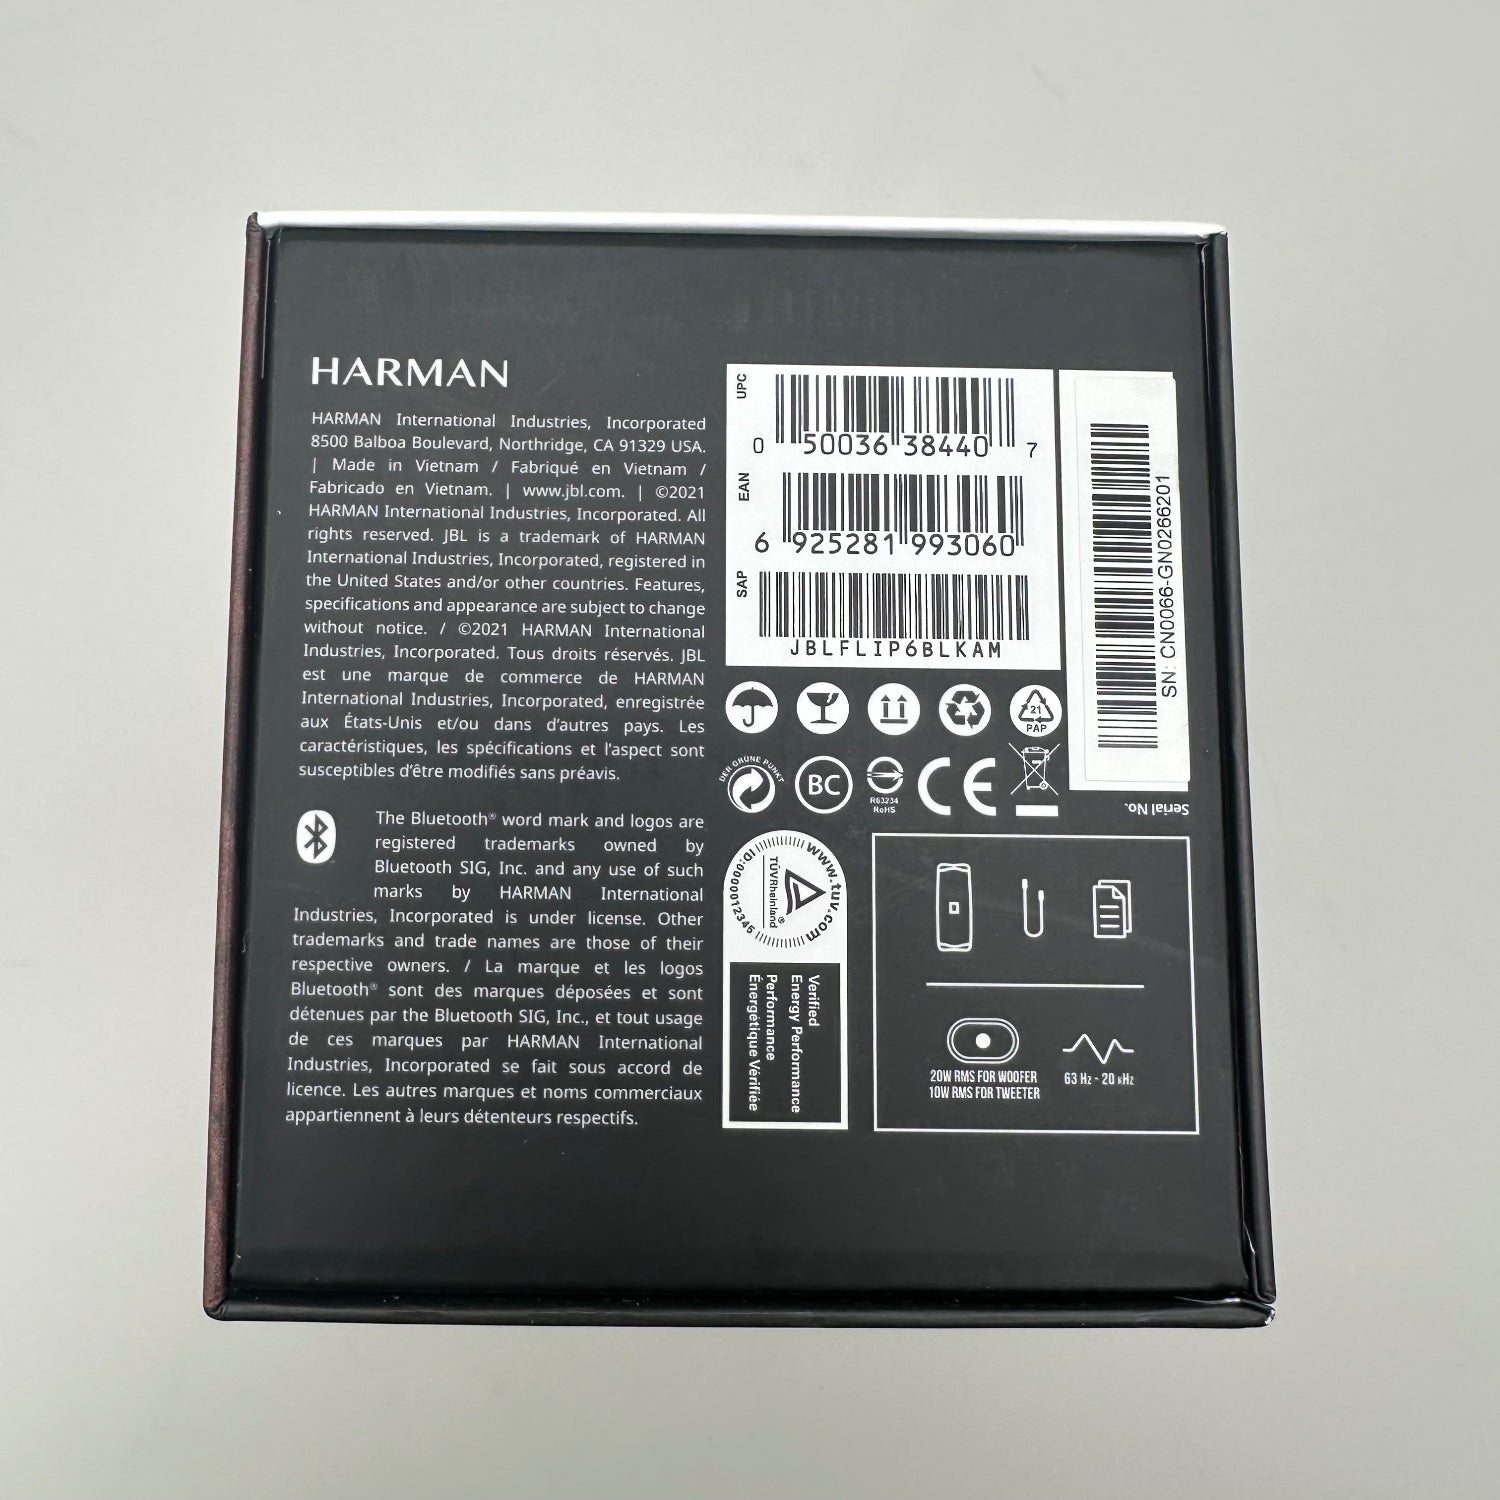 HARMAN
HARMAN International Industries, Incorporated
8500 Balboa Boulevard, Northridge, CA 91329 USA.
| Made in Vietnam / Fabriqué en Vietnam /
Fabricado en Vietnam. | www.jbl.com. | ©2021
HARMAN International Industries, Incorporated. All
rights reserved. JBL is a trademark of HARMAN
International Industries, Incorporated, registered in
the United States and/or other countries. Features,
specifications and appearance are subject to change
without notice. / ©2021 HARMAN International
Industries, Incorporated. Tous droits réservés. JBL
est une marque de commerce de HARMAN
International Industries, Incorporated, enregistrée
aux États-Unis et/ou dans d'autres pays. Les
caractéristiques, les spécifications et l'aspect sont
susceptibles d'être modifiés sans préavis.
The Bluetooth® word mark and logos are
registered trademarks owned by
Bluetooth SIG, Inc. and any use of such
marks by HARMAN International
Industries, Incorporated is under license. Other
trademarks and trade names are those of their
respective owners. / La marque et les logos
Bluetooth® sont des marques déposées et sont
détenues par the Bluetooth SIG, Inc., et tout usage
de ces marques par HARMAN International
Industries, Incorporated se fait sous accord de
licence. Les autres marques et noms commerciaux
appartiennent à leurs détenteurs respectifs.
UPC
0 50036 38440 7
EAN
6 925281 993060
SAP
JBLFLIP6BLKAM
SN: CN0066-GN0266201
Serial No.
21
PAP
DER GRÜNE PUNKT
BC
R63234
RoHS
CE
www.tuv.com
TÜVRheinland®
ID:0000012345
Verified
Energy Performance
Performance
Énergétique Vérifiée
20W RMS FOR WOOFER
10W RMS FOR TWEETER
63 Hz - 20 kHz